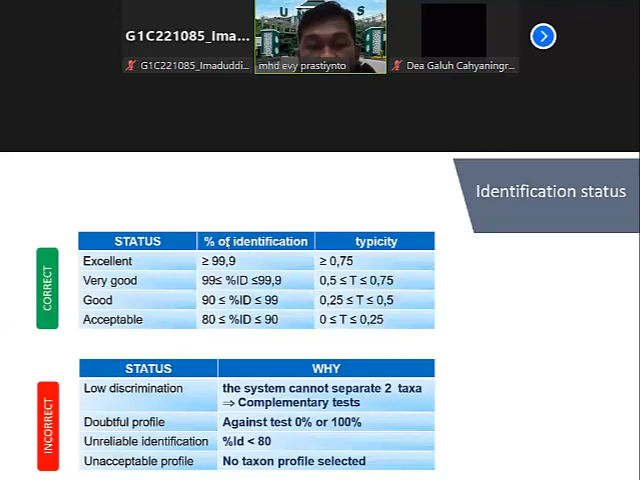 U N S
G1C221085_Ima...
G1C221085_Imaduddi...
mhd evy prastiynto
Dea Galuh Cahyaningr...
Identification status
CORRECT
STATUS % of identification typicity
Excellent ≥ 99,9 ≥ 0,75
Very good 99≤ %ID ≤99,9 0,5 ≤ T ≤ 0,75
Good 90 ≤ %ID ≤ 99 0,25 ≤ T ≤ 0,5
Acceptable 80 ≤ %ID ≤ 90 0 ≤ T ≤ 0,25
INCORRECT
STATUS WHY
Low discrimination the system cannot separate 2 taxa
⇒ Complementary tests
Doubtful profile Against test 0% or 100%
Unreliable identification %Id < 80
Unacceptable profile No taxon profile selected